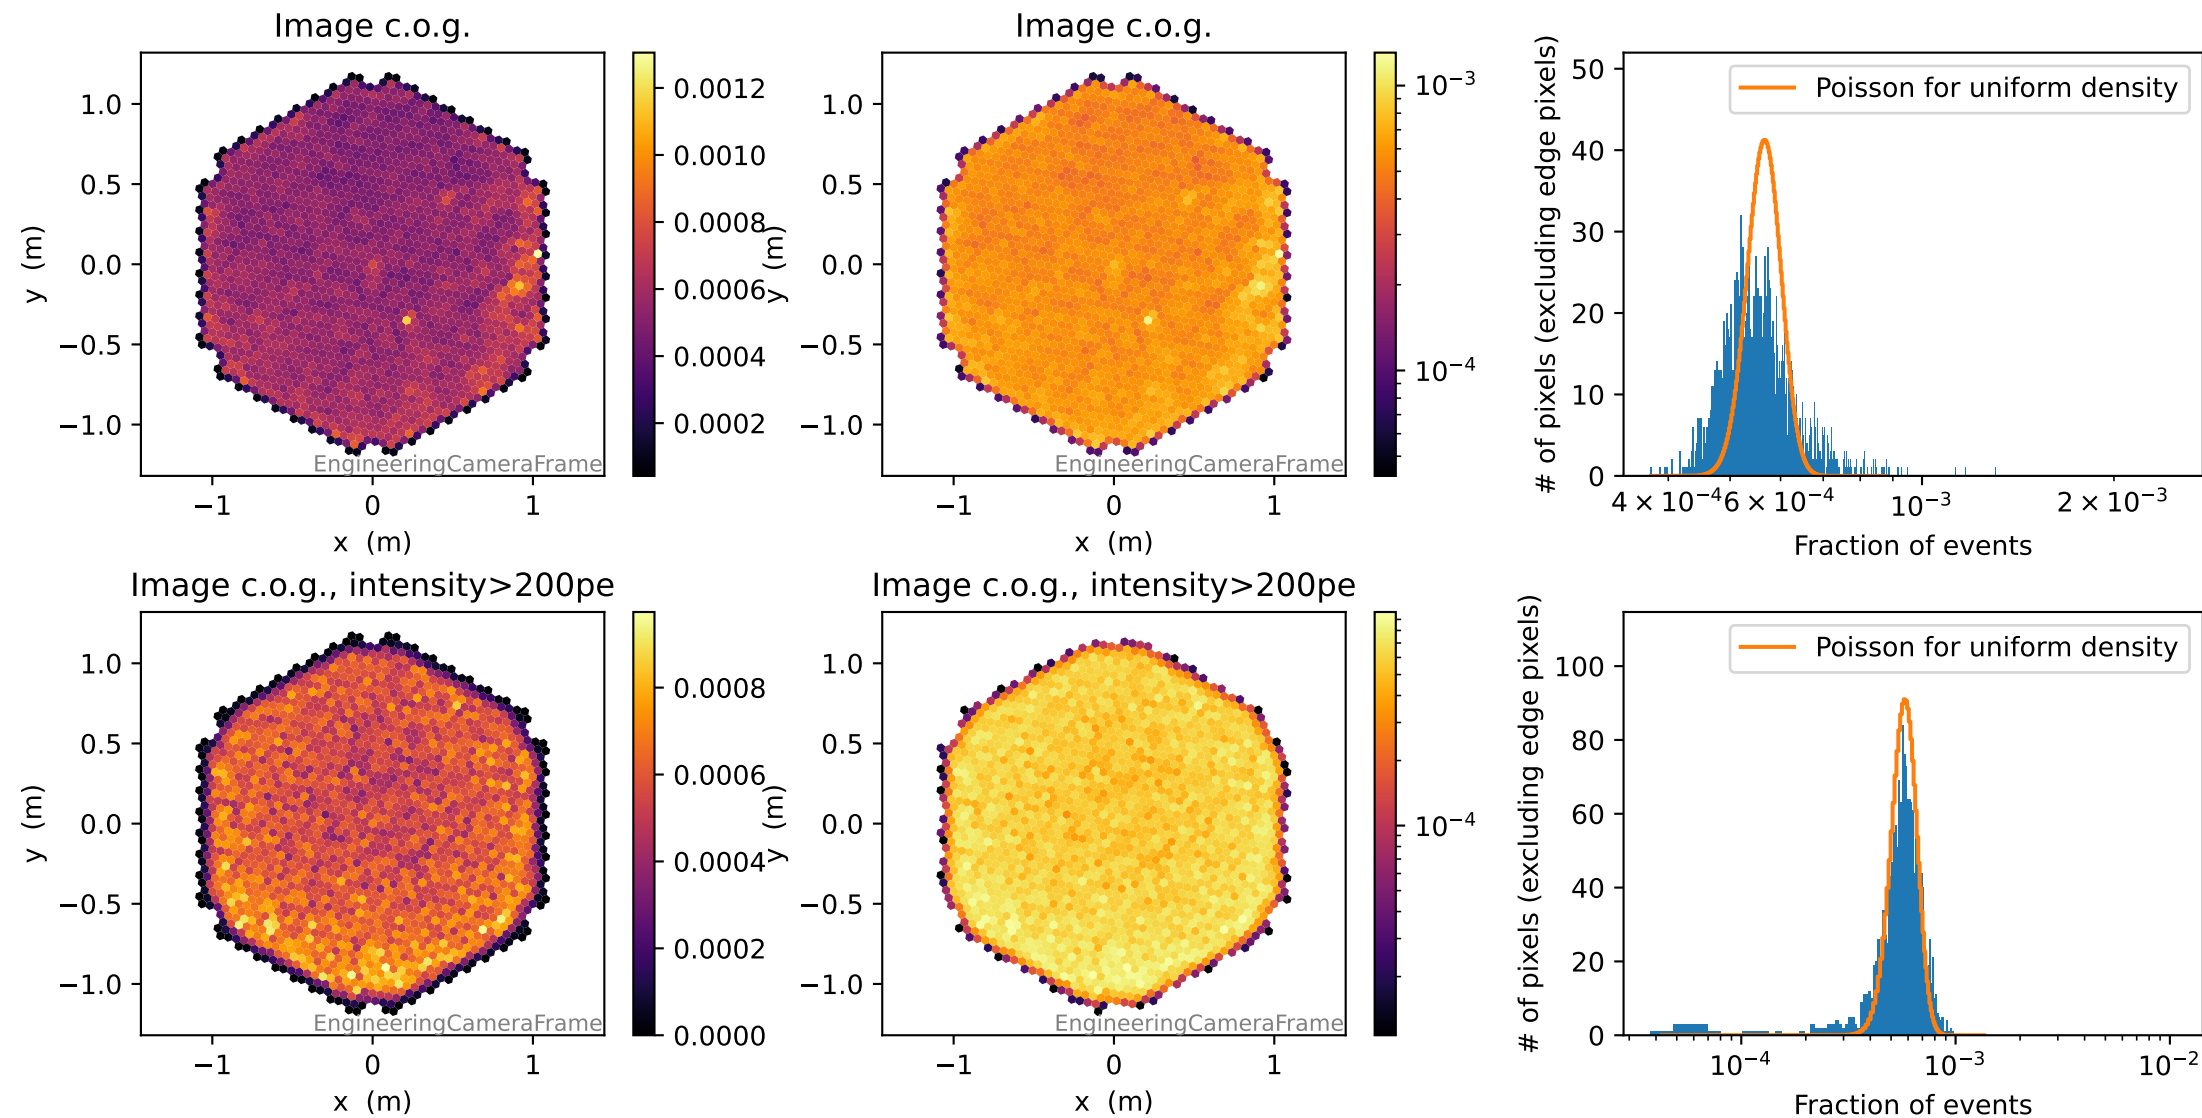 Image c.o.g.
1.0
0.5
0.0
−0.5
−1.0
y (m)
−1
0
1
x (m)
EngineeringCameraFrame
0.0012
0.0010
0.0008
0.0006
0.0004
0.0002
Image c.o.g.
1.0
0.5
0.0
−0.5
−1.0
y (m)
−1
0
1
x (m)
EngineeringCameraFrame
10⁻³
10⁻⁴
Poisson for uniform density
50
40
30
20
10
0
# of pixels (excluding edge pixels)
4 × 10⁻⁴
6 × 10⁻⁴
10⁻³
2 × 10⁻³
Fraction of events
Image c.o.g., intensity>200pe
1.0
0.5
0.0
−0.5
−1.0
y (m)
−1
0
1
x (m)
EngineeringCameraFrame
0.0008
0.0006
0.0004
0.0002
0.0000
Image c.o.g., intensity>200pe
1.0
0.5
0.0
−0.5
−1.0
y (m)
−1
0
1
x (m)
EngineeringCameraFrame
10⁻⁴
Poisson for uniform density
100
80
60
40
20
0
# of pixels (excluding edge pixels)
10⁻⁴
10⁻³
10⁻²
Fraction of events